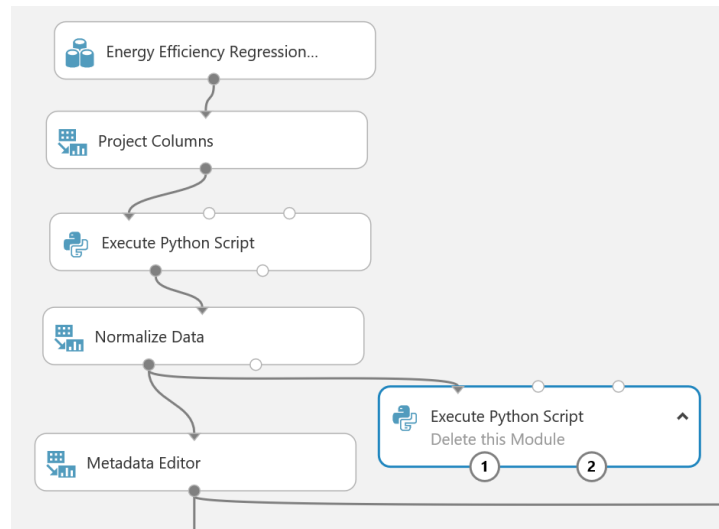 Energy Efficiency Regression...
Project Columns
Execute Python Script
Normalize Data
Execute Python Script
Delete this Module
1 2
Metadata Editor